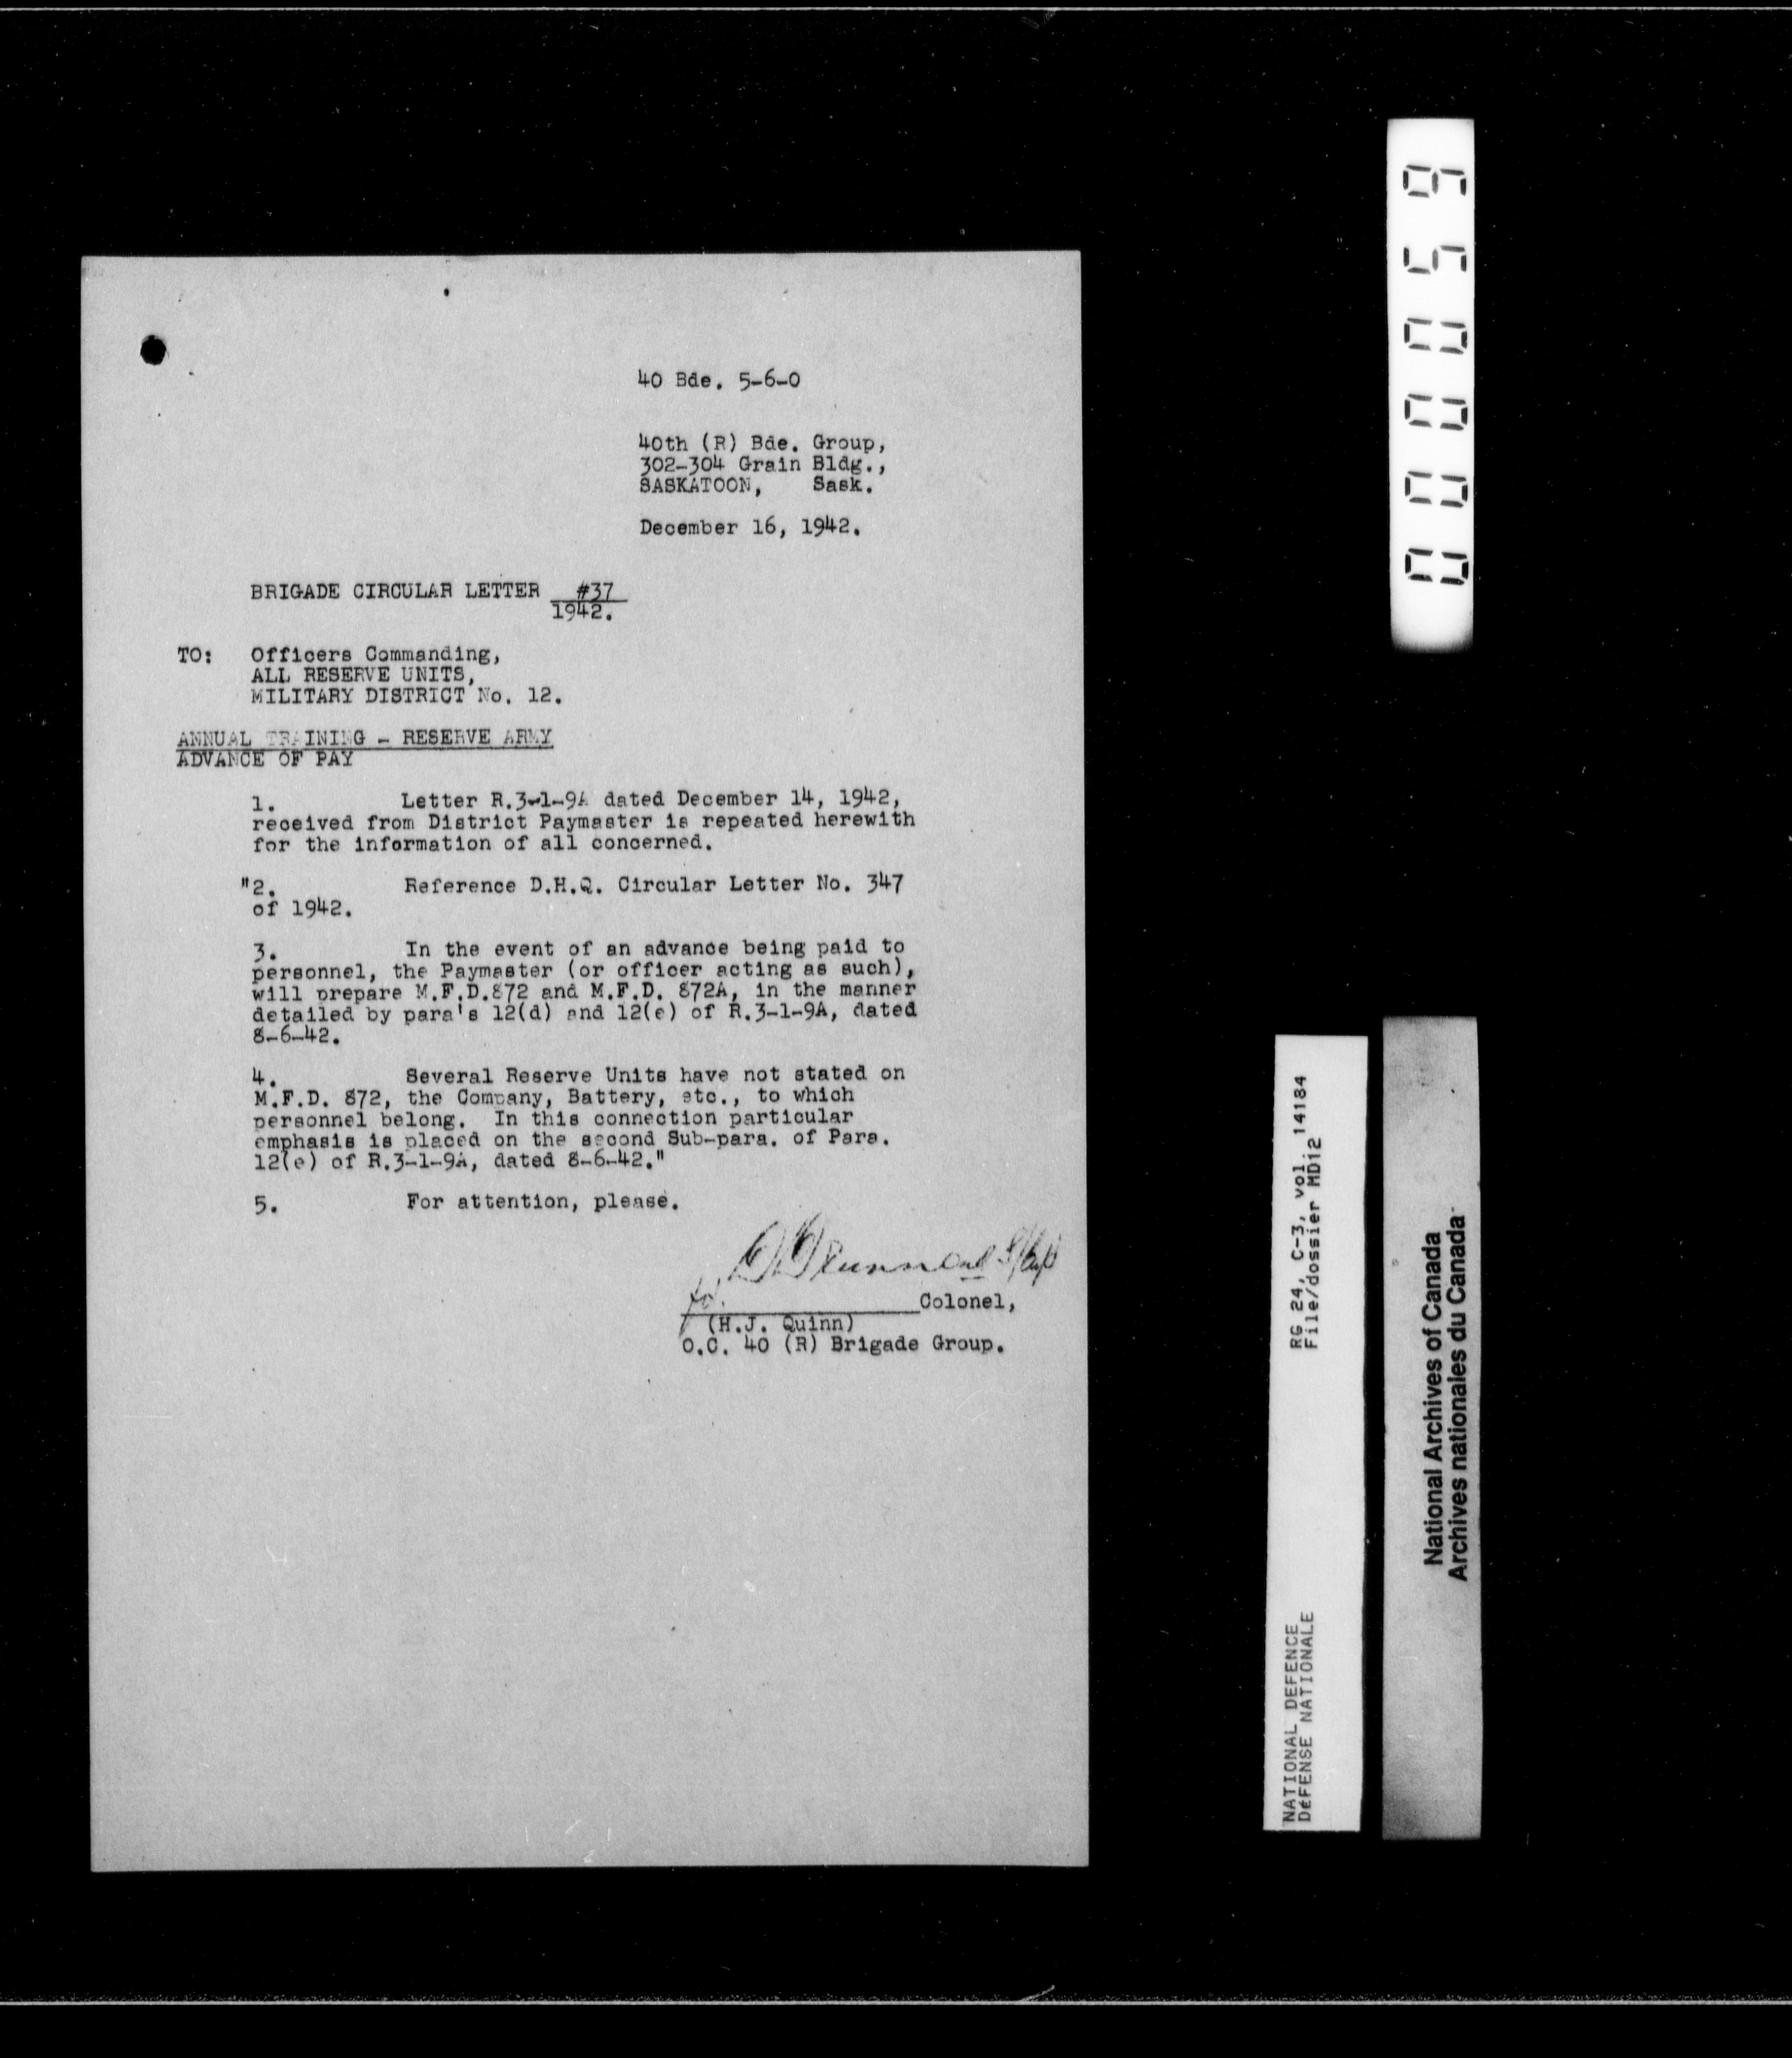 40 Bde. 5-6-0
40th (R) Bde. Group,
302-304 Grain Bldg.,
SASKATOON, Sask.
December 16, 1942.
BRIGADE CIRCULAR LETTER #37
1942.
TO: Officers Commanding,
ALL RESERVE UNITS,
MILITARY DISTRICT No. 12.
ANNUAL TRAINING - RESERVE ARMY
ADVANCE OF PAY
1. Letter R.3-1-9A dated December 14, 1942,
received from District Paymaster is repeated herewith
for the information of all concerned.
"2. Reference D.H.Q. Circular Letter No. 347
of 1942.
3. In the event of an advance being paid to
personnel, the Paymaster (or officer acting as such),
will prepare M.F.D.872 and M.F.D. 872A, in the manner
detailed by para's 12(d) and 12(e) of R.3-1-9A, dated
8-6-42.
4. Several Reserve Units have not stated on
M.F.D. 872, the Company, Battery, etc., to which
personnel belong. In this connection particular
emphasis is placed on the second Sub-para. of Para.
12(e) of R.3-1-9A, dated 8-6-42."
5. For attention, please.
for Colonel,
(H.J. Quinn)
O.C. 40 (R) Brigade Group.
000059
RG 24, C-3, vol. 14184
File/dossier MD12
NATIONAL DEFENCE
DéFENSE NATIONALE
National Archives of Canada
Archives nationales du Canada